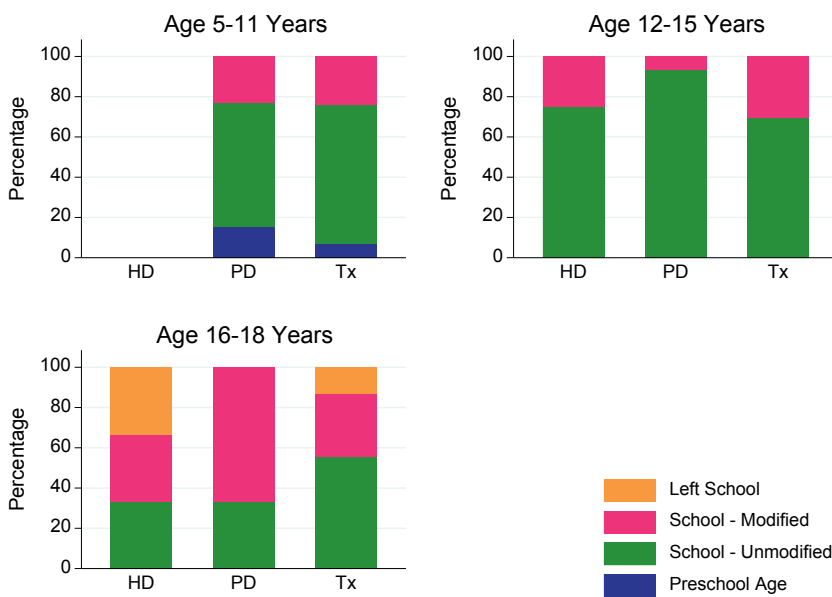 Age 5-11 Years
100
80
60
40
20
0
Percentage
HD PD Tx
Age 12-15 Years
100
80
60
40
20
0
Percentage
HD PD Tx
Age 16-18 Years
100
80
60
40
20
0
Percentage
HD PD Tx
Left School
School - Modified
School - Unmodified
Preschool Age